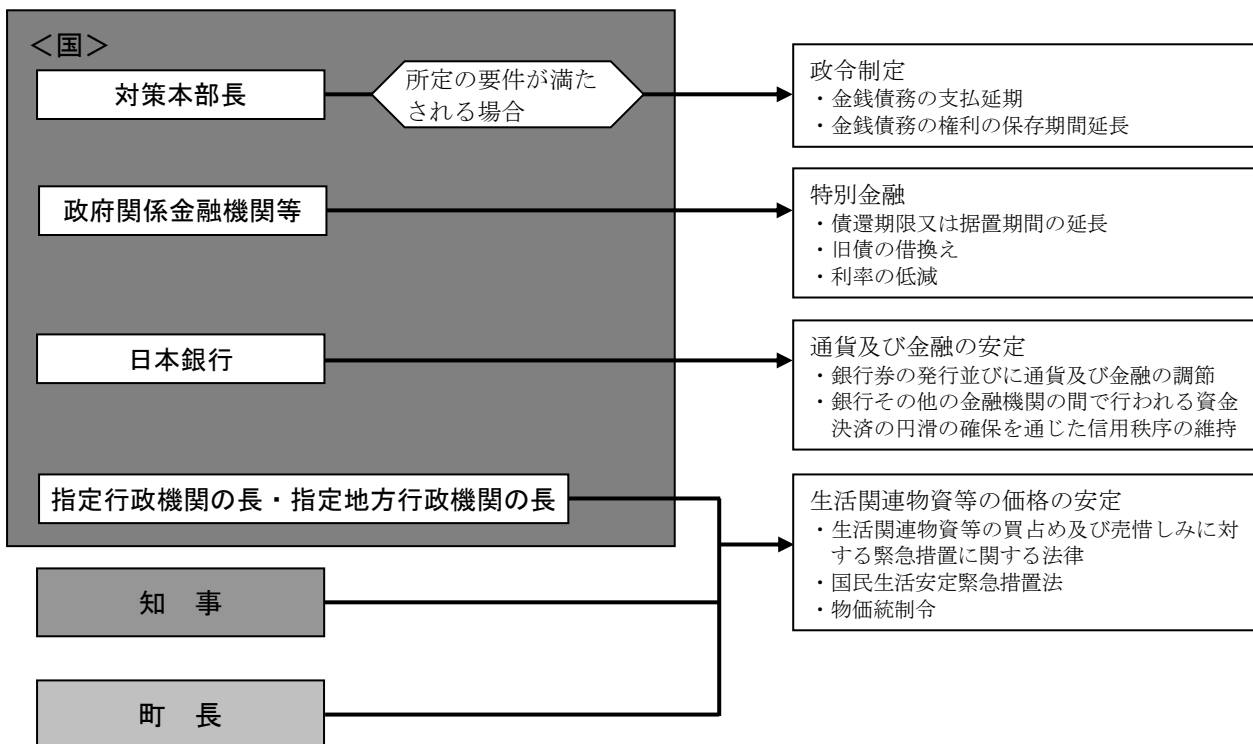 ＜国＞
対策本部長
所定の要件が満た
される場合
政令制定
・金銭債務の支払延期
・金銭債務の権利の保存期間延長
政府関係金融機関等
特別金融
・償還期限又は据置期間の延長
・旧債の借換え
・利率の低減
日本銀行
通貨及び金融の安定
・銀行券の発行並びに通貨及び金融の調節
・銀行その他の金融機関の間で行われる資金
決済の円滑の確保を通じた信用秩序の維持
指定行政機関の長・指定地方行政機関の長
知　事
町　長
生活関連物資等の価格の安定
・生活関連物資等の買占め及び売惜しみに対
する緊急措置に関する法律
・国民生活安定緊急措置法
・物価統制令